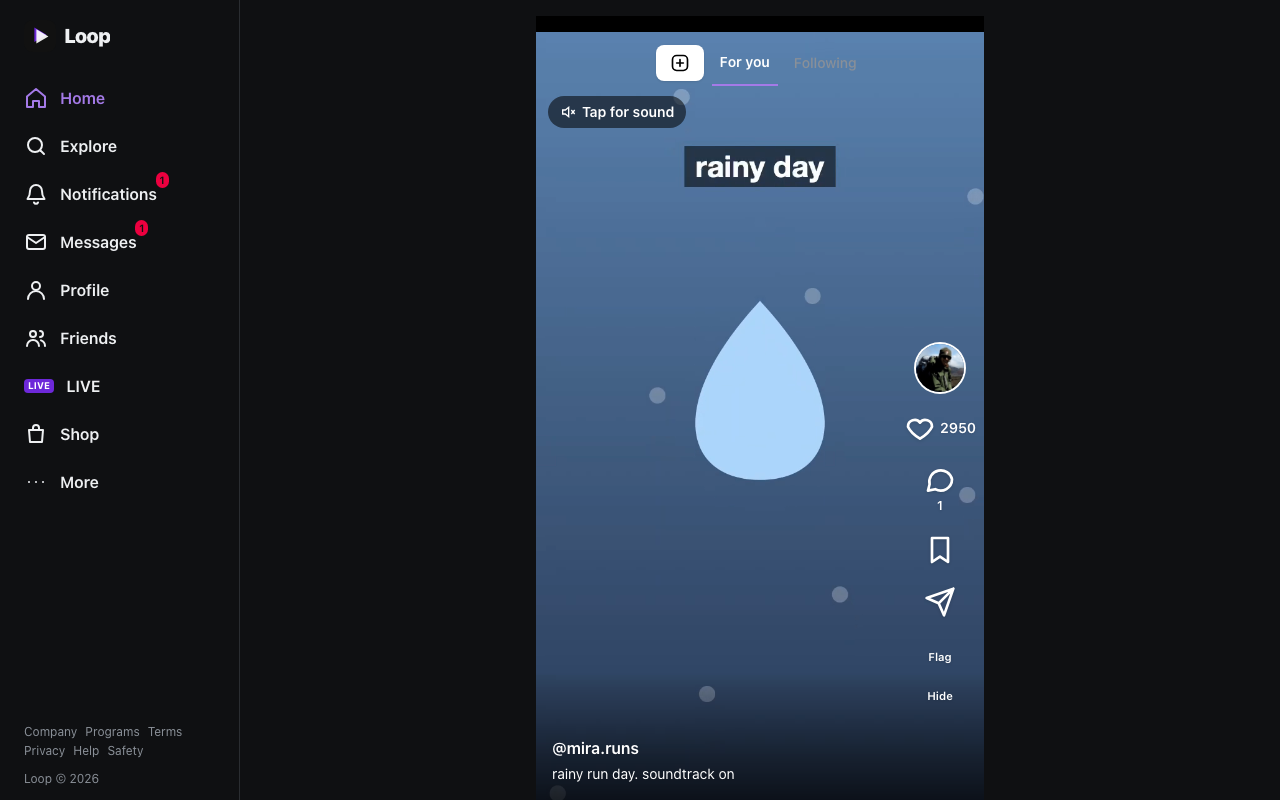 Loop
Home
Explore
Notifications 1
Messages 1
Profile
Friends
LIVE LIVE
Shop
More
Company Programs Terms
Privacy Help Safety
Loop © 2026
For you Following
Tap for sound
rainy day
2950
1
Flag
Hide
@mira.runs
rainy run day. soundtrack on